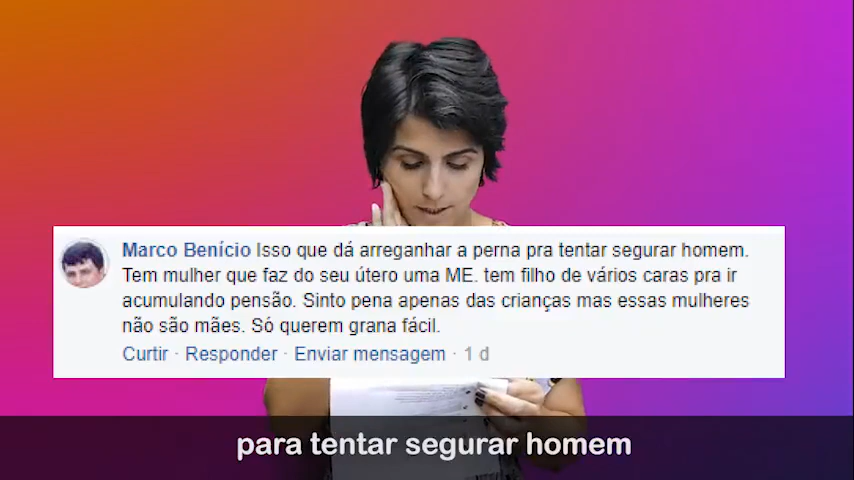 Marco Benício Isso que dá arreganhar a perna pra tentar segurar homem.
Tem mulher que faz do seu útero uma ME. tem filho de vários caras pra ir
acumulando pensão. Sinto pena apenas das crianças mas essas mulheres
não são mães. Só querem grana fácil.
Curtir · Responder · Enviar mensagem · 1 d
para tentar segurar homem